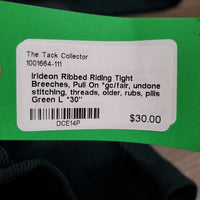 The Tack Collector
1001664-111
Irideon Ribbed Riding Tight
Breeches, Pull On *gc/fair, undone
stitching, threads, older, rubs, pills
Green L *30"
DCE14P
$30.00